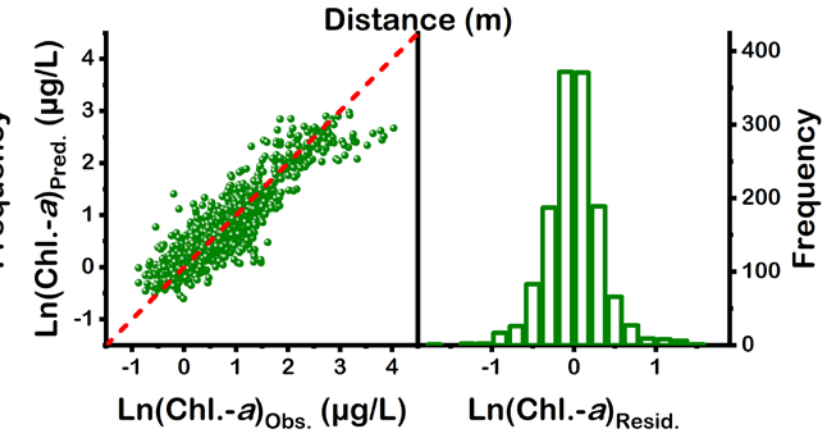 Distance (m)
Ln(Chl.-a)Pred. (µg/L)
4
3
2
1
0
-1
-1 0 1 2 3 4
Ln(Chl.-a)Obs. (µg/L)
-1 0 1
Ln(Chl.-a)Resid.
400
300
200
100
0
Frequency